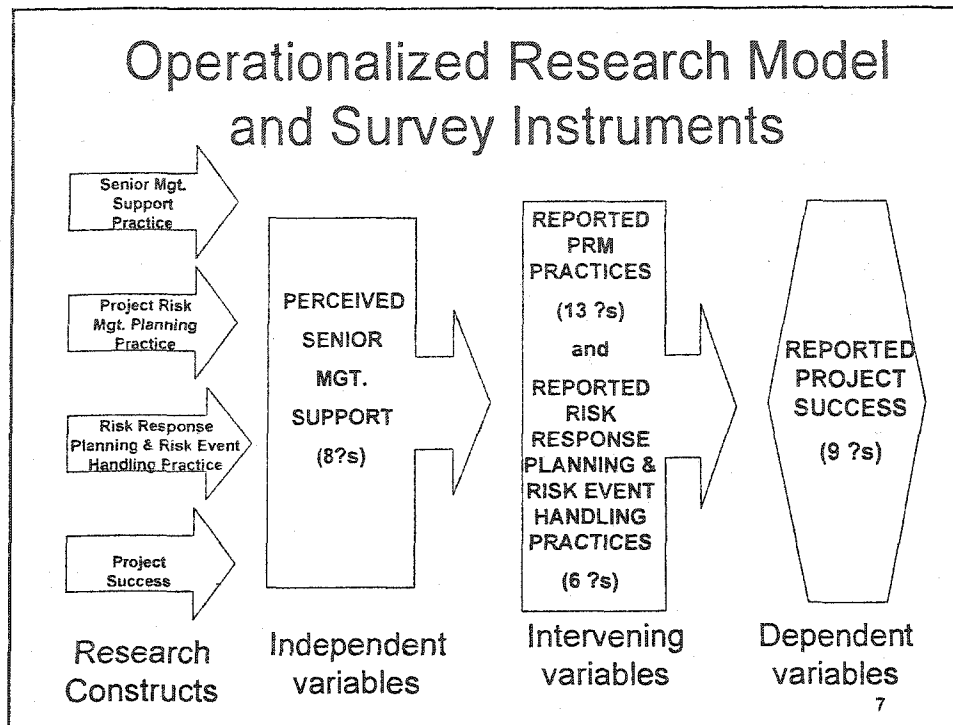 Operationalized Research Model
and Survey Instruments
Senior Mgt.
Support
Practice
Project Risk
Mgt. Planning
Practice
Risk Response
Planning & Risk Event
Handling Practice
Project
Success
Research
Constructs
PERCEIVED
SENIOR
MGT.
SUPPORT
(8?s)
Independent
variables
REPORTED
PRM
PRACTICES
(13 ?s)
and
REPORTED
RISK
RESPONSE
PLANNING &
RISK EVENT
HANDLING
PRACTICES
(6 ?s)
Intervening
variables
REPORTED
PROJECT
SUCCESS
(9 ?s)
Dependent
variables
7